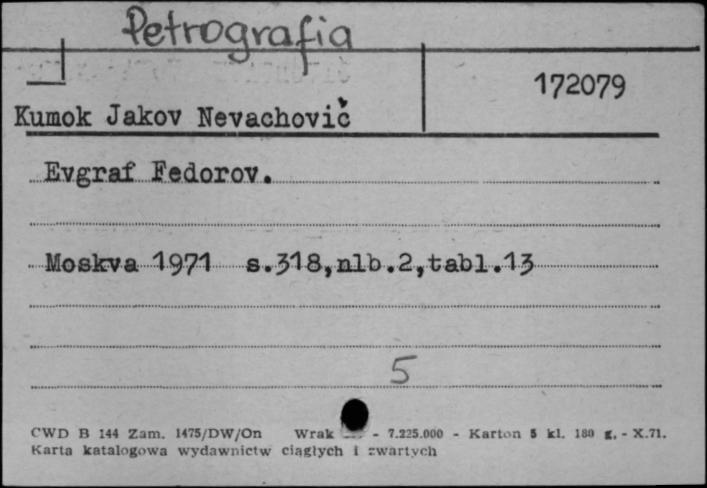 Petrografia
172079
Kumok Jakov Nevachovič
Evgraf Fedorov.
Moskva 1971 s.318,nlb.2,tabl.13
5
CWD B 144 Zam. 1475/DW/On Wrak - 7.225.000 - Karton 5 kl. 180 g. - X.71.
Karta katalogowa wydawnictw ciągłych i zwartych